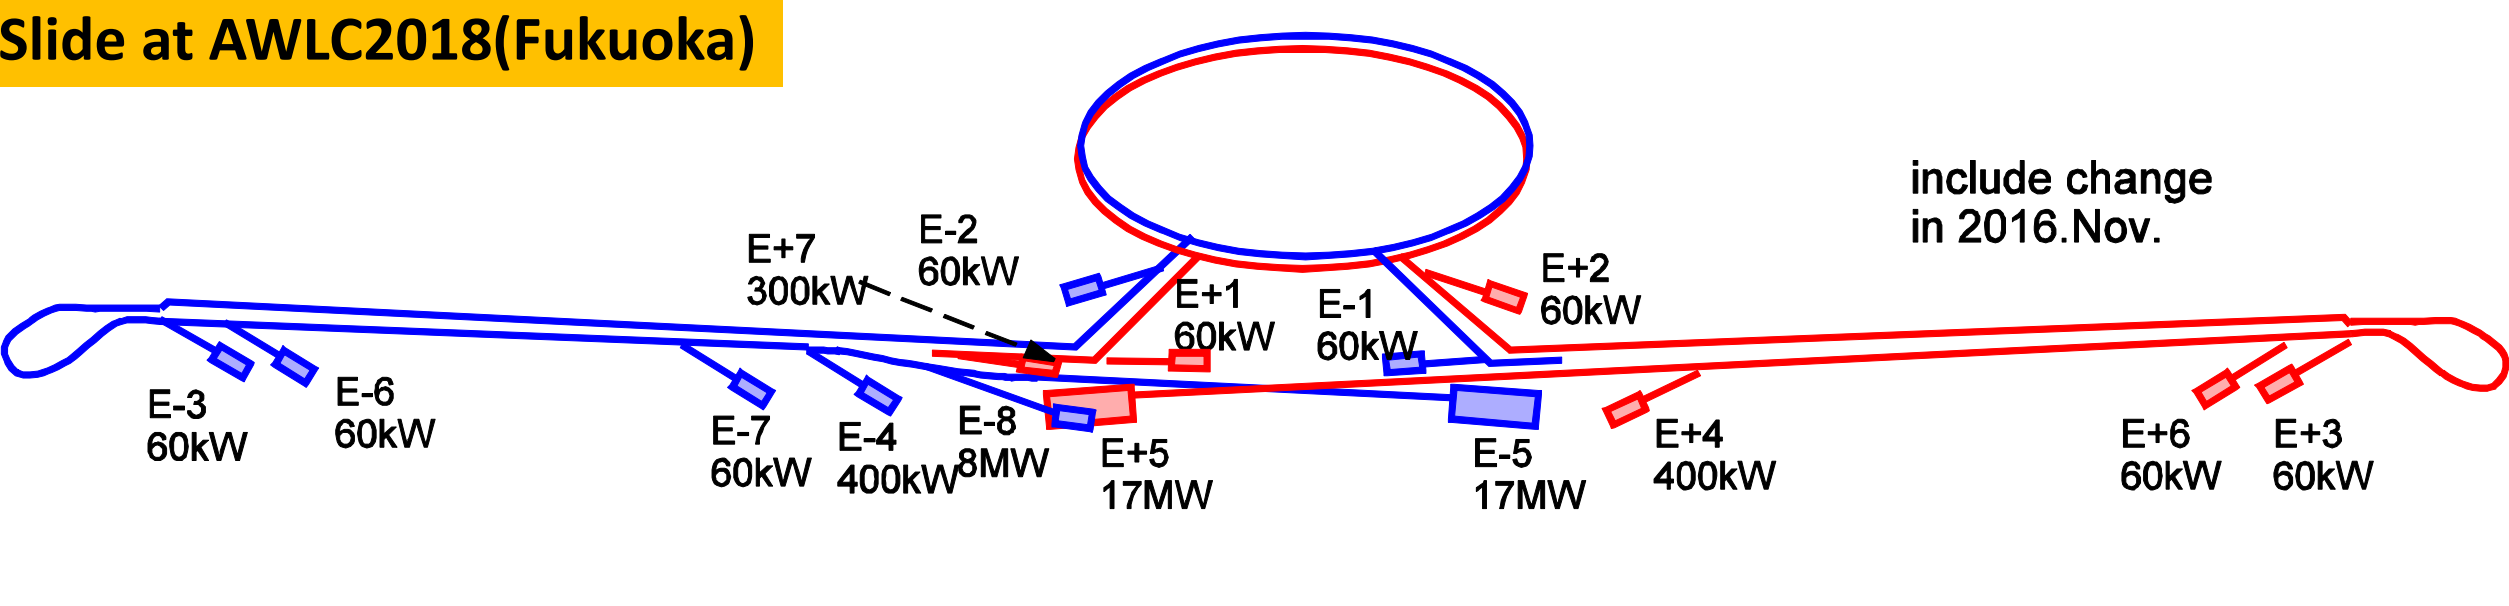 Slide at AWLC2018(Fukuoka)
include change
in 2016.Nov.
E+7
300kW
E-2
60kW
E+1
60kW
E-1
60kW
E+2
60kW
E-3
60kW
E-6
60kW
E-7
60kW
E-4
400kW
E-8
8MW
E+5
17MW
E-5
17MW
E+4
400kW
E+6
60kW
E+3
60kW